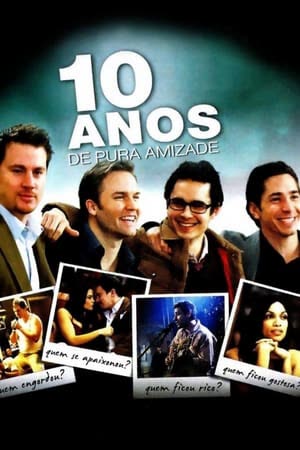 10
ANOS
DE PURA AMIZADE
quem engordou?
quem se apaixonou?
quem ficou rico?
quem ficou gostosa?